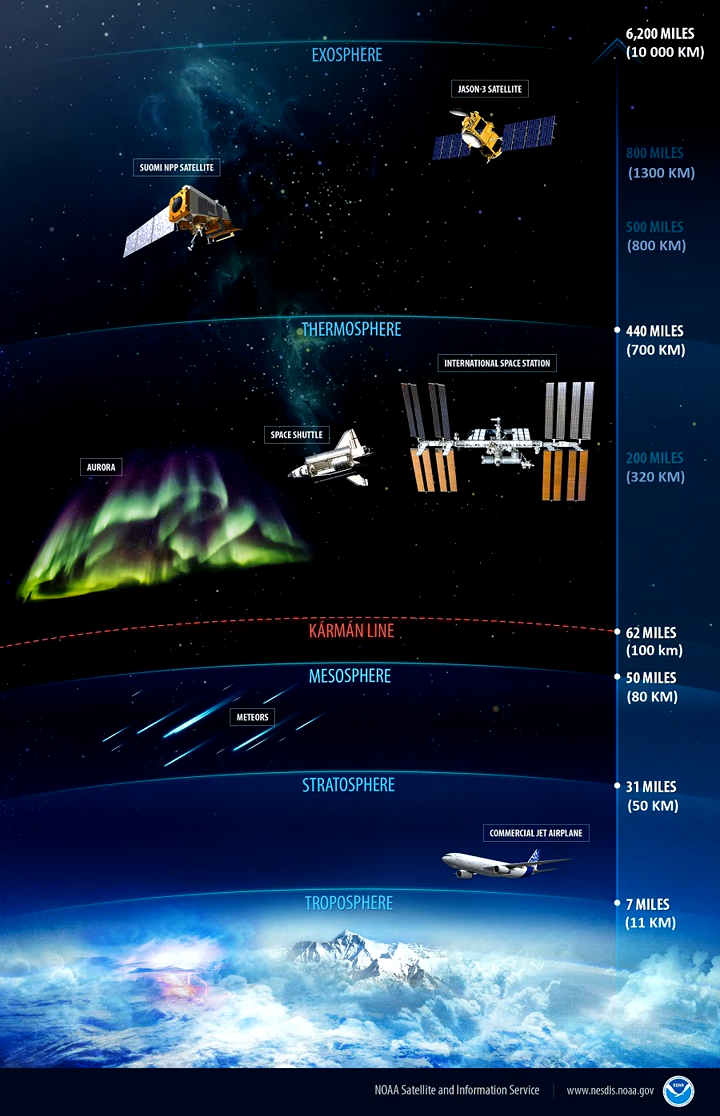 6,200 MILES
(10 000 KM)
EXOSPHERE
JASON-3 SATELLITE
800 MILES
(1300 KM)
SUOMI NPP SATELLITE
500 MILES
(800 KM)
THERMOSPHERE
440 MILES
(700 KM)
INTERNATIONAL SPACE STATION
SPACE SHUTTLE
AURORA
200 MILES
(320 KM)
KÁRMÁN LINE
62 MILES
(100 km)
MESOSPHERE
50 MILES
(80 KM)
METEORS
STRATOSPHERE
31 MILES
(50 KM)
COMMERCIAL JET AIRPLANE
TROPOSPHERE
7 MILES
(11 KM)
NOAA Satellite and Information Service
www.nesdis.noaa.gov
noaa